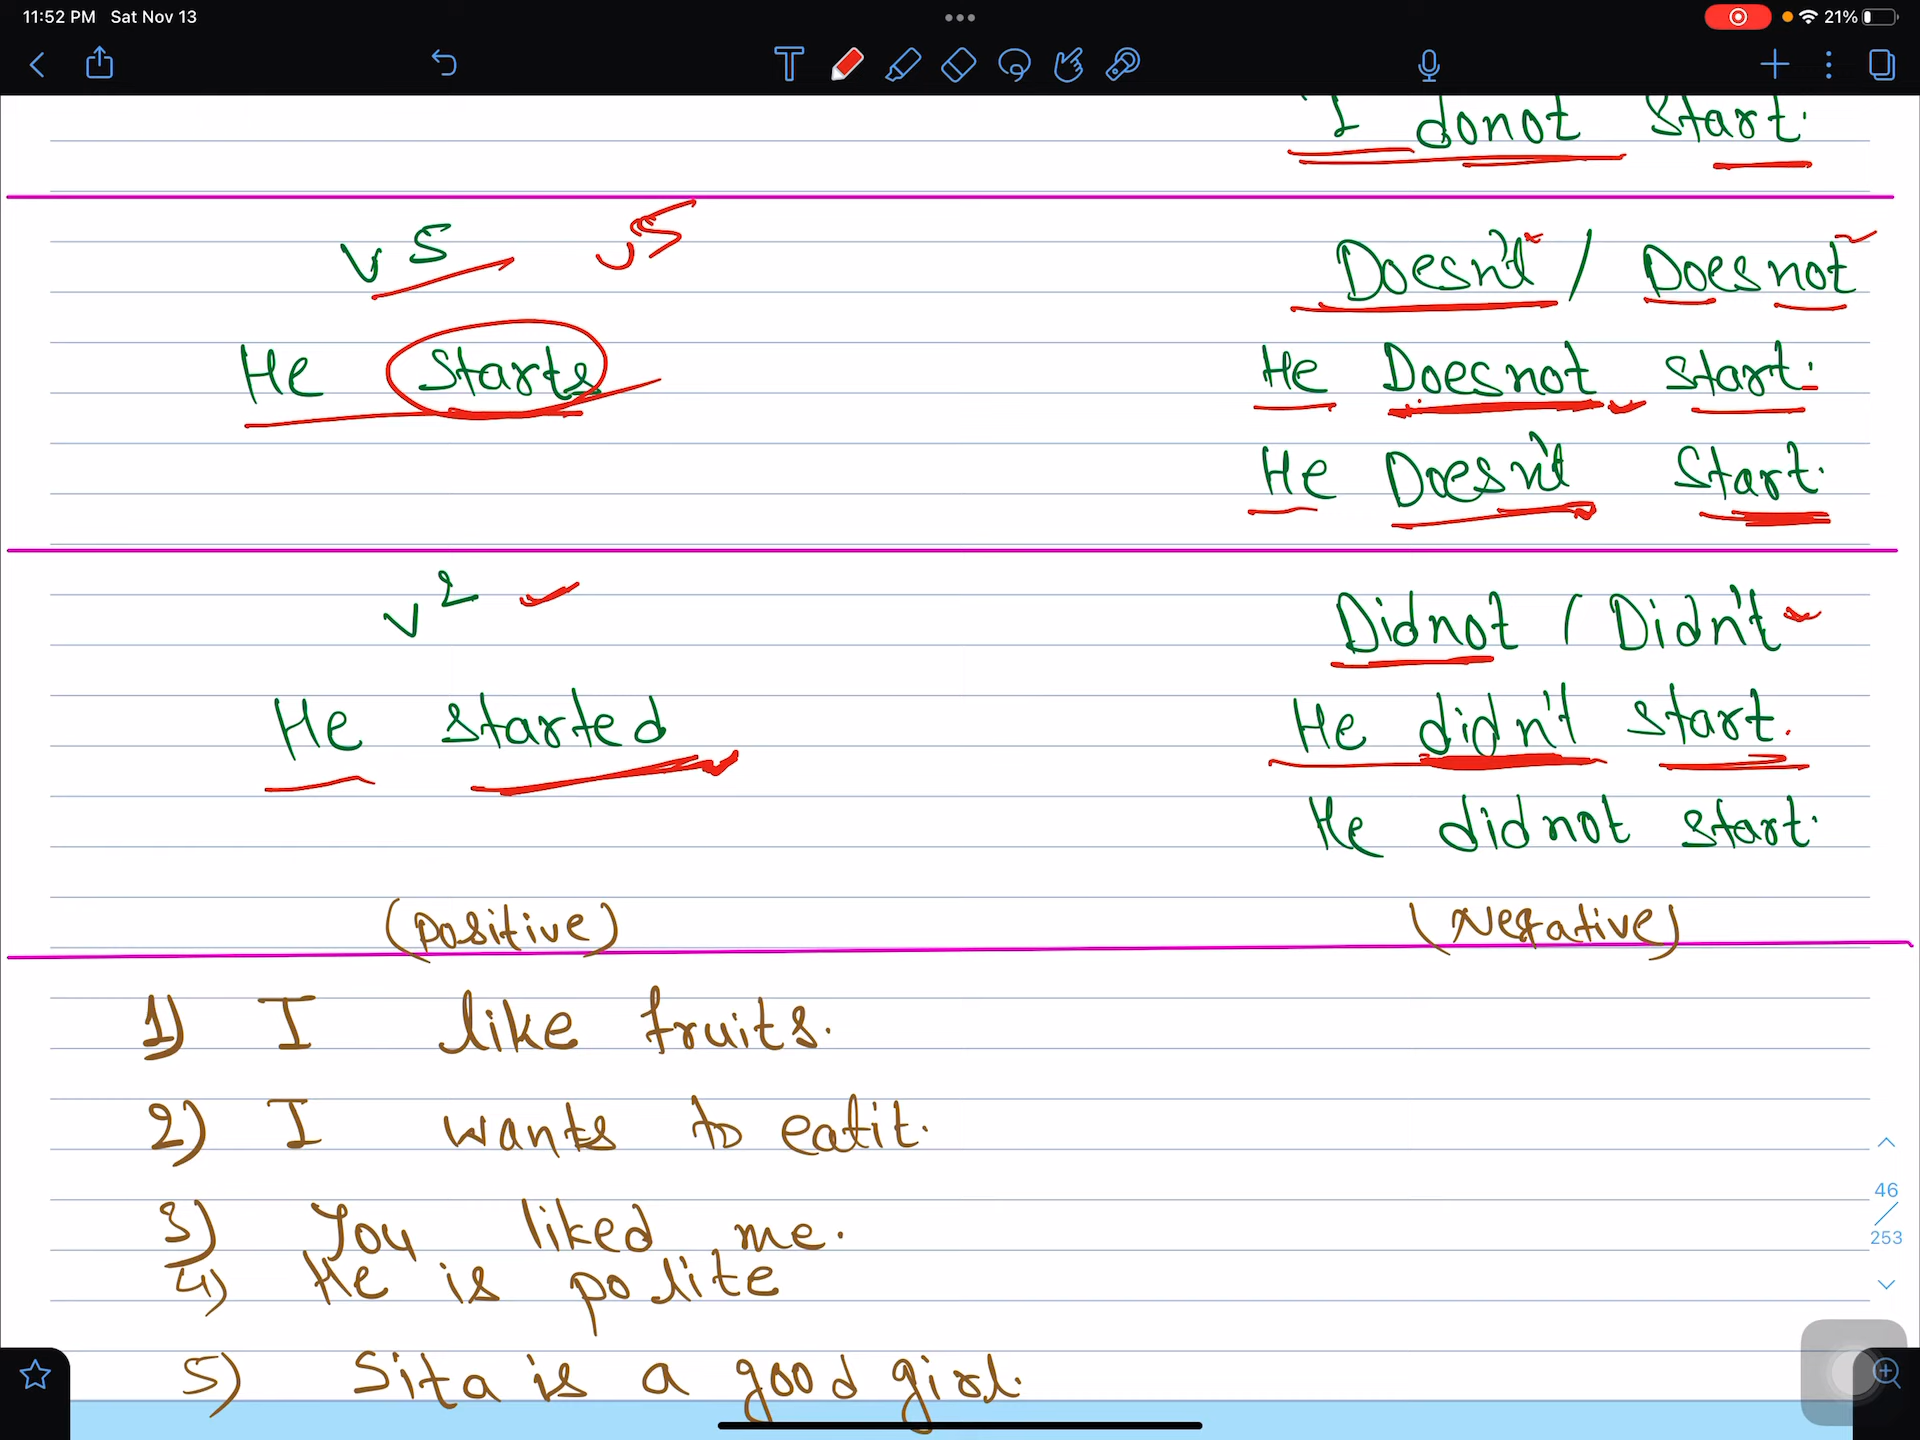 11:52 PM Sat Nov 13
21%
I donot start.
v5 v5
Doesn't / Doesnot
He starts
He Doesnot start.
He Doesn't start.
v2
Didnot / Didn't
He started
He didn't start.
He didnot start.
(positive)
(Negative)
1) I like fruits.
2) I wants to eatit.
3) You liked me.
4) He is polite
5) Sita is a good girl.
46
253